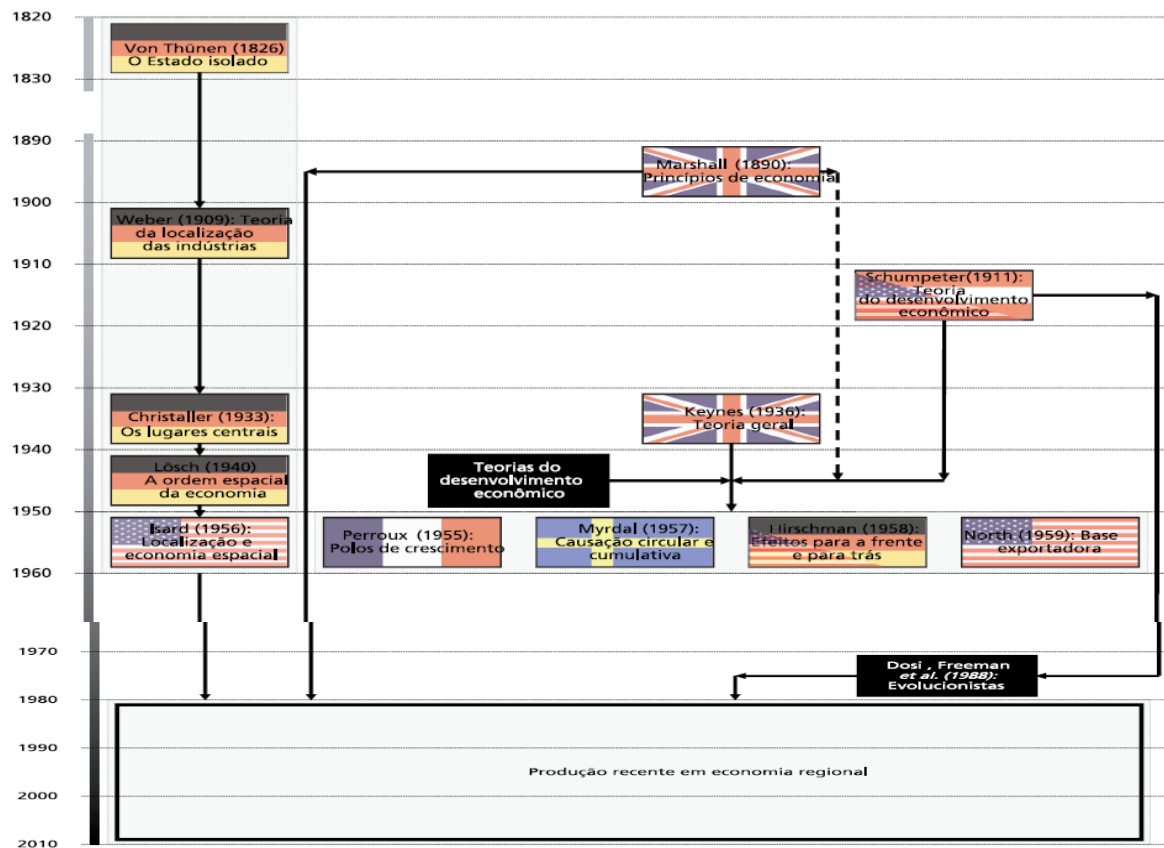 1820
Von Thünen (1826)
O Estado isolado
1830
1890
Marshall (1890):
Princípios de economia
1900
Weber (1909): Teoria
da localização
das indústrias
1910
Schumpeter(1911):
Teoria
do desenvolvimento
econômico
1920
1930
Christaller (1933):
Os lugares centrais
Keynes (1936):
Teoria geral
1940
Lösch (1940)
A ordem espacial
da economia
Teorias do
desenvolvimento
econômico
1950
Isard (1956):
Localização e
economia espacial
Perroux (1955):
Polos de crescimento
Myrdal (1957):
Causação circular e
cumulativa
Hirschman (1958):
Efeitos para a frente
e para trás
North (1959): Base
exportadora
1960
1970
Dosi , Freeman
et al. (1988):
Evolucionistas
1980
1990
Produção recente em economia regional
2000
2010